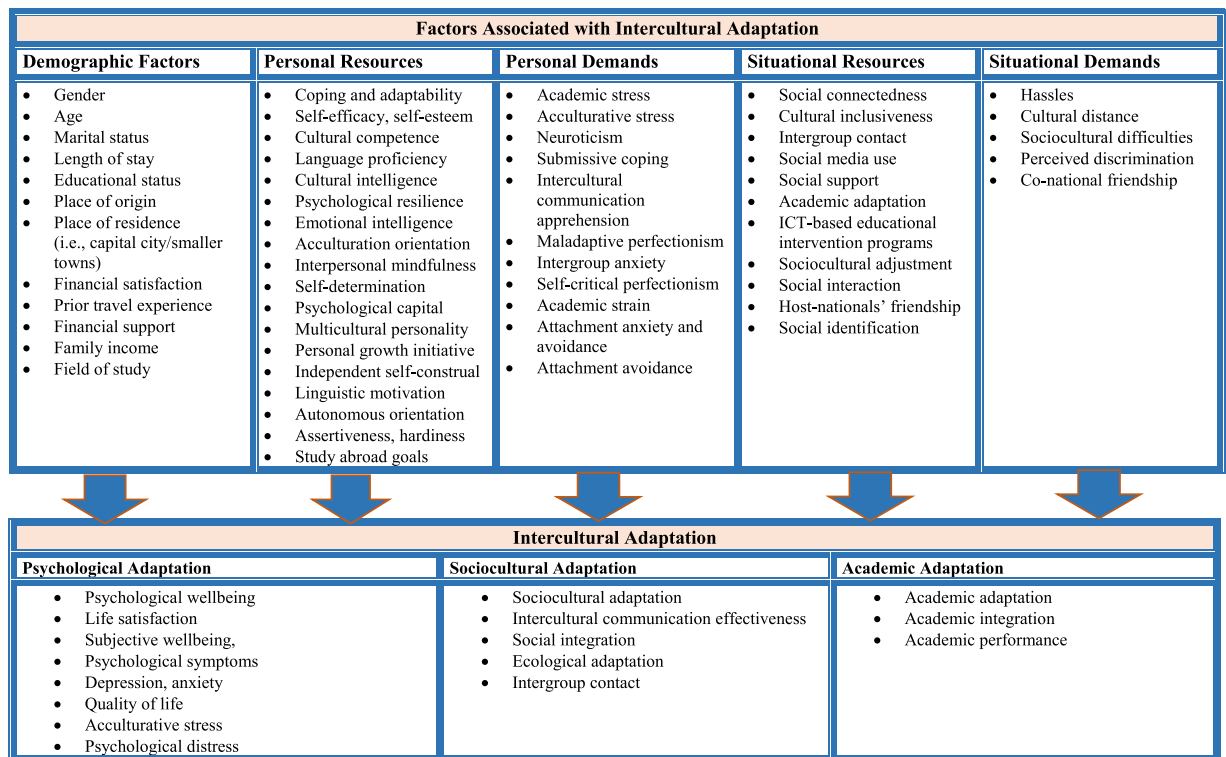 Factors Associated with Intercultural Adaptation
Demographic Factors
• Gender
• Age
• Marital status
• Length of stay
• Educational status
• Place of origin
• Place of residence
(i.e., capital city/smaller
towns)
• Financial satisfaction
• Prior travel experience
• Financial support
• Family income
• Field of study
Personal Resources
• Coping and adaptability
• Self-efficacy, self-esteem
• Cultural competence
• Language proficiency
• Cultural intelligence
• Psychological resilience
• Emotional intelligence
• Acculturation orientation
• Interpersonal mindfulness
• Self-determination
• Psychological capital
• Multicultural personality
• Personal growth initiative
• Independent self-construal
• Linguistic motivation
• Autonomous orientation
• Assertiveness, hardiness
• Study abroad goals
Personal Demands
• Academic stress
• Acculturative stress
• Neuroticism
• Submissive coping
• Intercultural
communication
apprehension
• Maladaptive perfectionism
• Intergroup anxiety
• Self-critical perfectionism
• Academic strain
• Attachment anxiety and
avoidance
• Attachment avoidance
Situational Resources
• Social connectedness
• Cultural inclusiveness
• Intergroup contact
• Social media use
• Social support
• Academic adaptation
• ICT-based educational
intervention programs
• Sociocultural adjustment
• Social interaction
• Host-nationals’ friendship
• Social identification
Situational Demands
• Hassles
• Cultural distance
• Sociocultural difficulties
• Perceived discrimination
• Co-national friendship
Intercultural Adaptation
Psychological Adaptation
• Psychological wellbeing
• Life satisfaction
• Subjective wellbeing,
• Psychological symptoms
• Depression, anxiety
• Quality of life
• Acculturative stress
• Psychological distress
Sociocultural Adaptation
• Sociocultural adaptation
• Intercultural communication effectiveness
• Social integration
• Ecological adaptation
• Intergroup contact
Academic Adaptation
• Academic adaptation
• Academic integration
• Academic performance